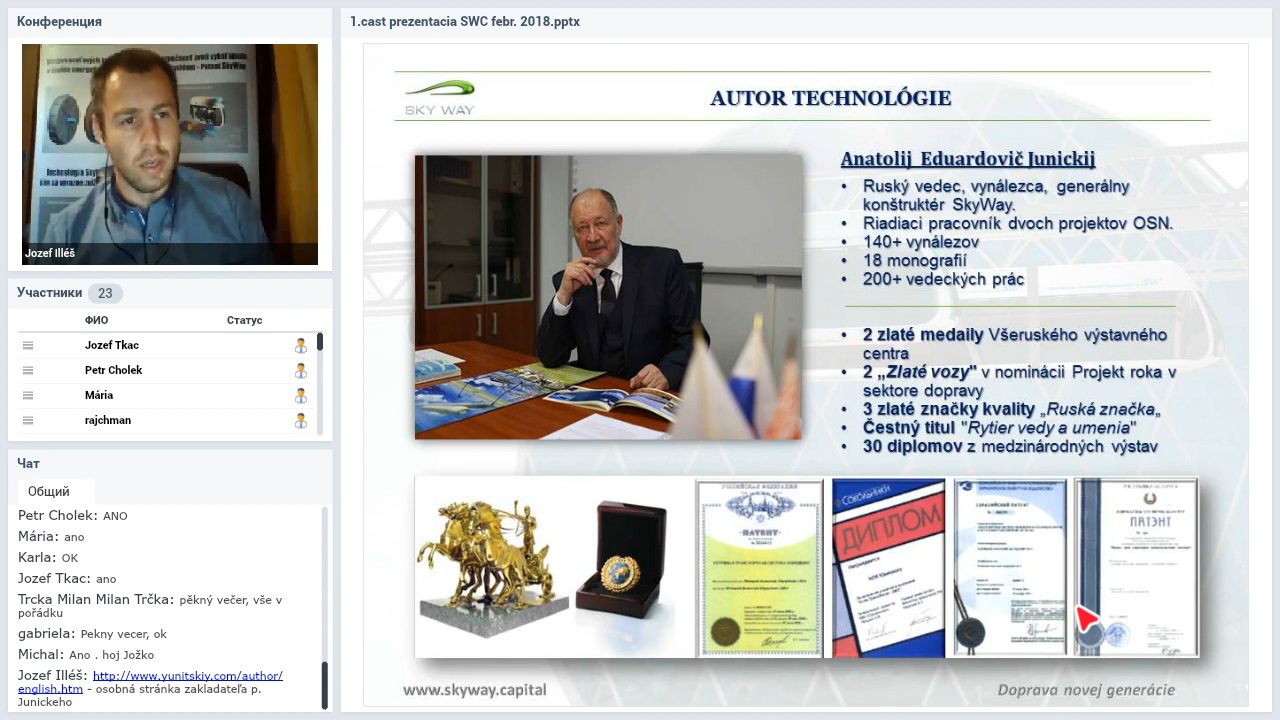 Конференция
Jozef Illéš
Участники 23
ФИО Статус
Jozef Tkac
Petr Cholek
Mária
rajchman
Чат
Общий
Petr Cholek: ANO
Mária: ano
Karla: OK
Jozef Tkac: ano
Trcka Milan Milan Trčka: pěkný večer, vše v
pořádku
gabriela: pekny vecer, ok
Michal: ano, ahoj Jožko
Jozef Illéš: http://www.yunitskiy.com/author/
english.htm - osobná stránka zakladateľa p.
Junickeho
1.cast prezentacia SWC febr. 2018.pptx
SKY WAY
AUTOR TECHNOLÓGIE
Anatolij Eduardovič Junickij
• Ruský vedec, vynálezca, generálny
konštruktér SkyWay.
• Riadiaci pracovník dvoch projektov OSN.
• 140+ vynálezov
• 18 monografií
• 200+ vedeckých prác
• 2 zlaté medaily Všeruského výstavného
centra
• 2 „Zlaté vozy" v nominácii Projekt roka v
sektore dopravy
• 3 zlaté značky kvality „Ruská značka„
• Čestný titul "Rytier vedy a umenia"
• 30 diplomov z medzinárodných výstav
ПАТЕНТ
СОКОЛЬНИКИ
ДИПЛОМ
ПАТЭНТ
www.skyway.capital
Doprava novej generácie